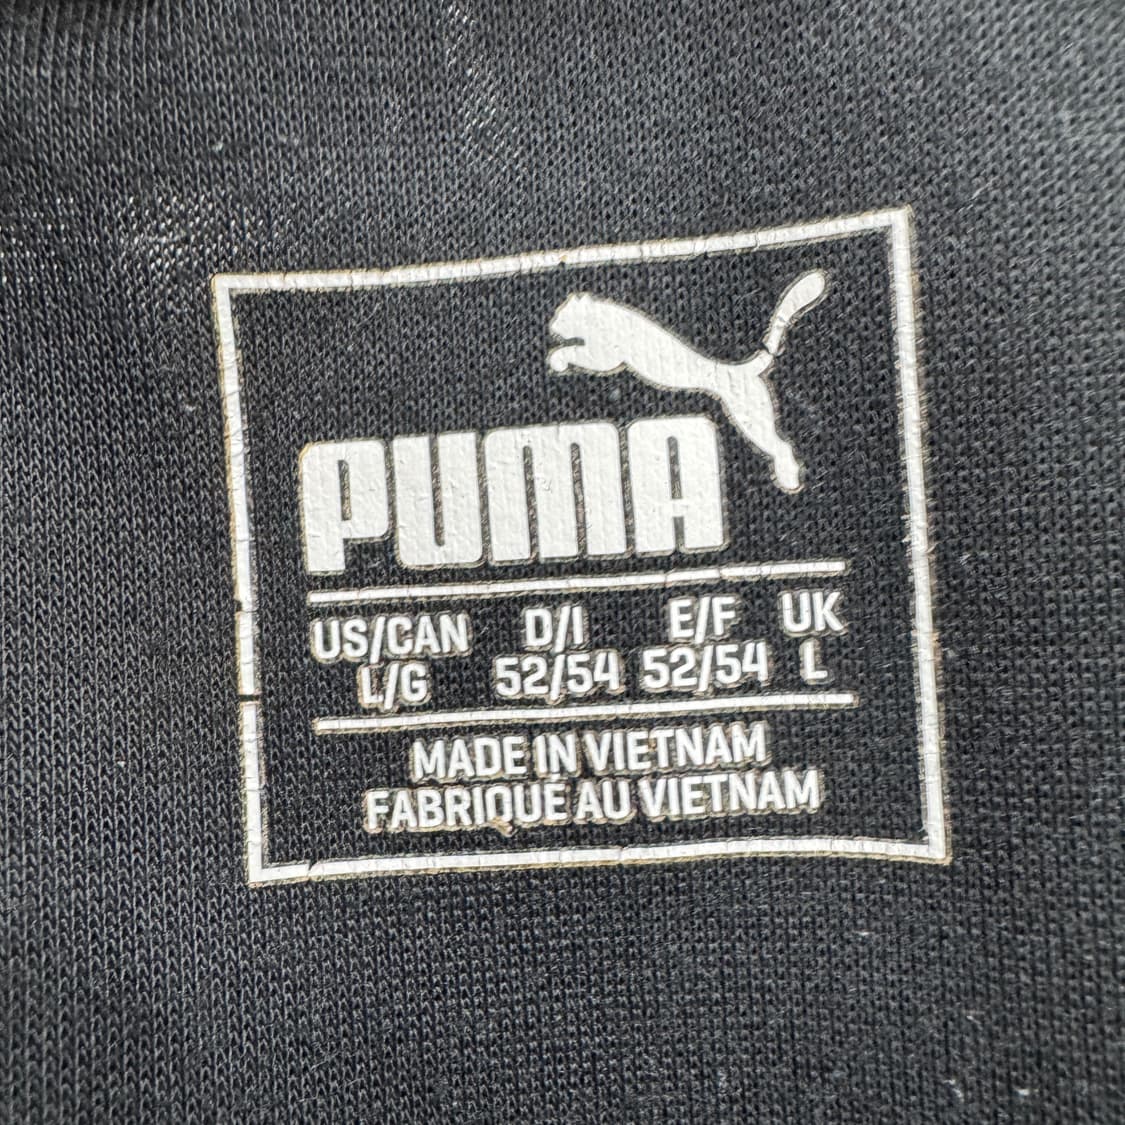 PUMA
US/CAN D/I E/F UK
L/G 52/54 52/54 L
MADE IN VIETNAM
FABRIQUÉ AU VIETNAM